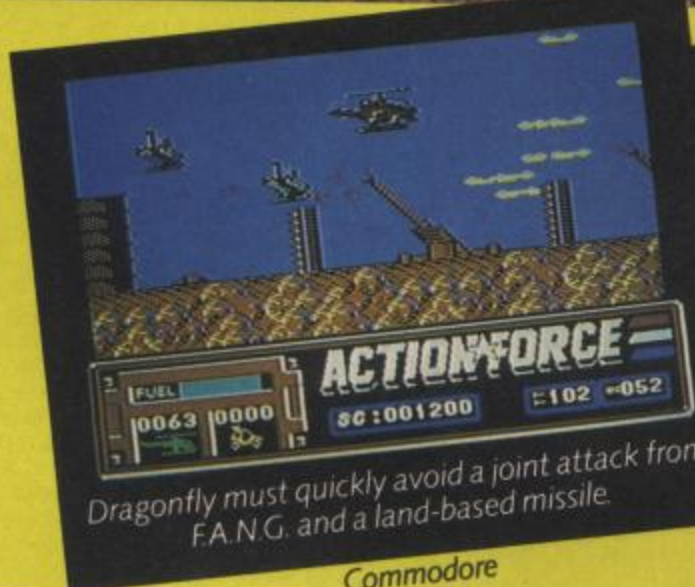 FUEL
0063 0000
ACTION FORCE
SC:001200
102 052
Dragonfly must quickly avoid a joint attack from
F.A.N.G. and a land-based missile.
Commodore